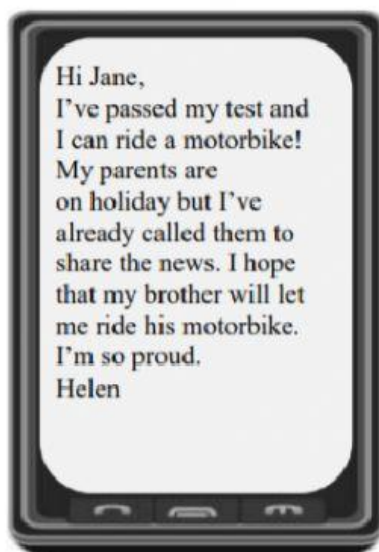 Hi Jane,
I've passed my test and
I can ride a motorbike!
My parents are
on holiday but I've
already called them to
share the news. I hope
that my brother will let
me ride his motorbike.
I'm so proud.
Helen